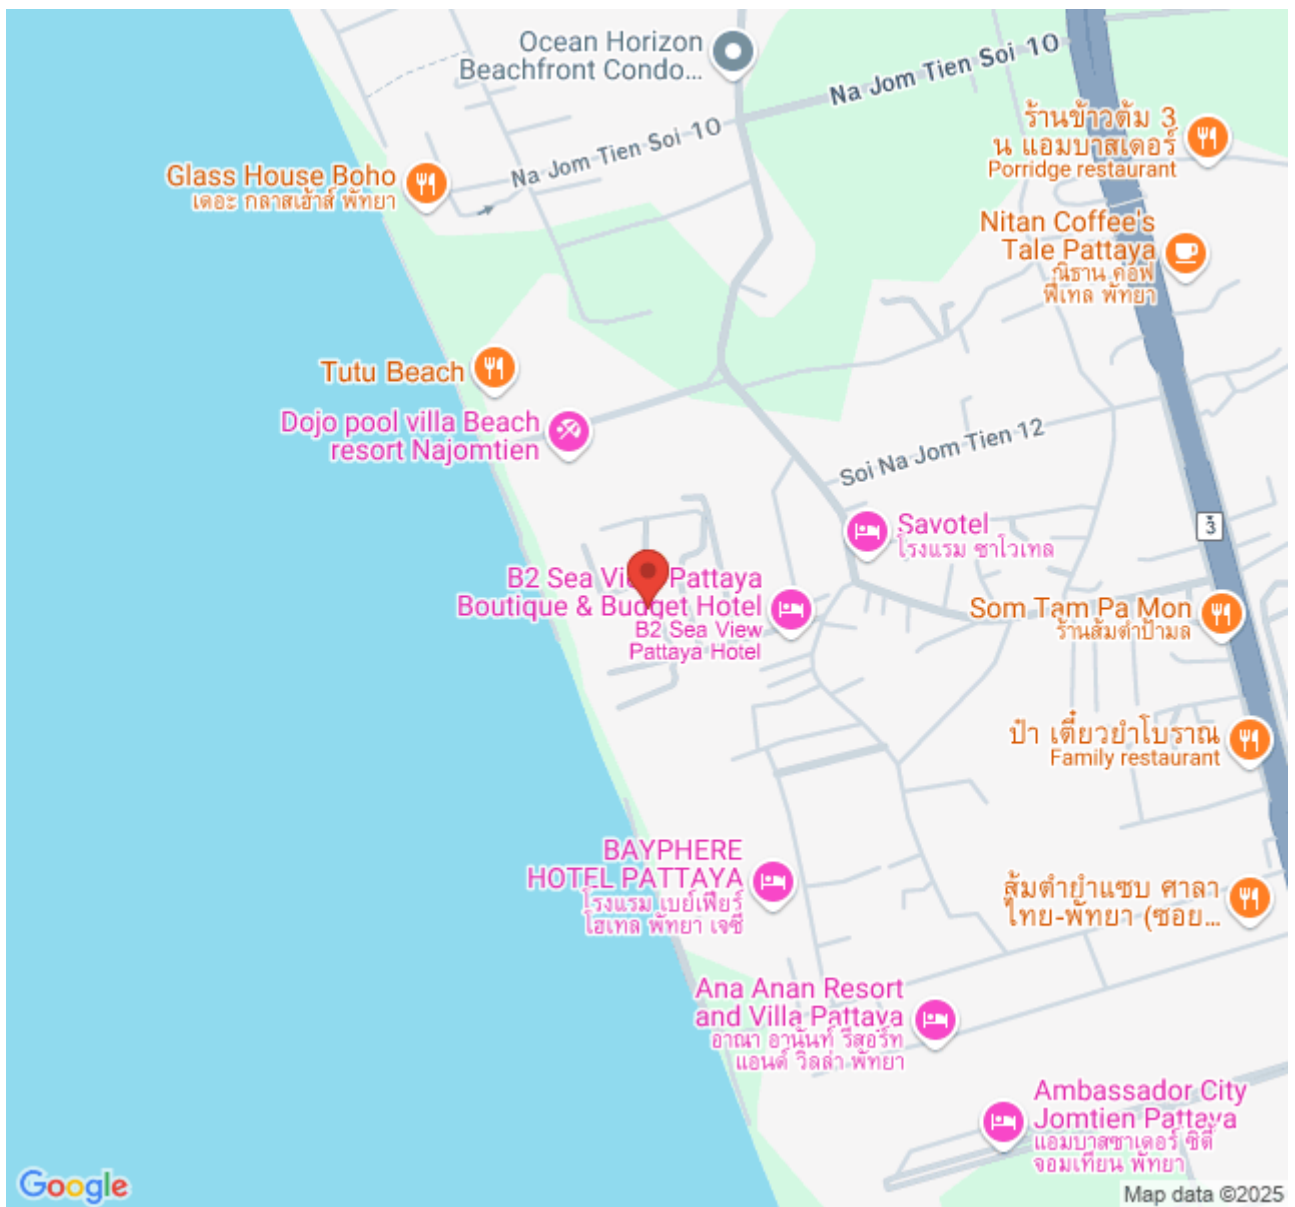 Ocean Horizon
Beachfront Condo...
Na Jom Tien Soi 10
ร้านข้าวต้ม 3
น แอมบาสเดอร์
Porridge restaurant
Na Jom Tien Soi 10
Glass House Boho
เดอะ กลาสเฮ้าส์ พัทยา
Nitan Coffee's
Tale Pattaya
ณิธาน คอฟ
ฟี่เทล พัทยา
Tutu Beach
Dojo pool villa Beach
resort Najomtien
Soi Na Jom Tien 12
Savotel
โรงแรม ซาโวเทล
3
B2 Sea View Pattaya
Boutique & Budget Hotel
B2 Sea View
Pattaya Hotel
Som Tam Pa Mon
ร้านส้มตำป้ามล
ป้า เตี๋ยวยำโบราณ
Family restaurant
BAYPHERE
HOTEL PATTAYA
โรงแรม เบย์เฟียร์
โฮเทล พัทยา เจซี
ส้มตำยำแซบ ศาลา
ไทย-พัทยา (ซอย...
Ana Anan Resort
and Villa Pattaya
อาณา อานันท์ รีสอร์ท
แอนด์ วิลล่า พัทยา
Ambassador City
Jomtien Pattaya
แอมบาสซาเดอร์ ซิตี้
จอมเทียน พัทยา
Google
Map data ©2025